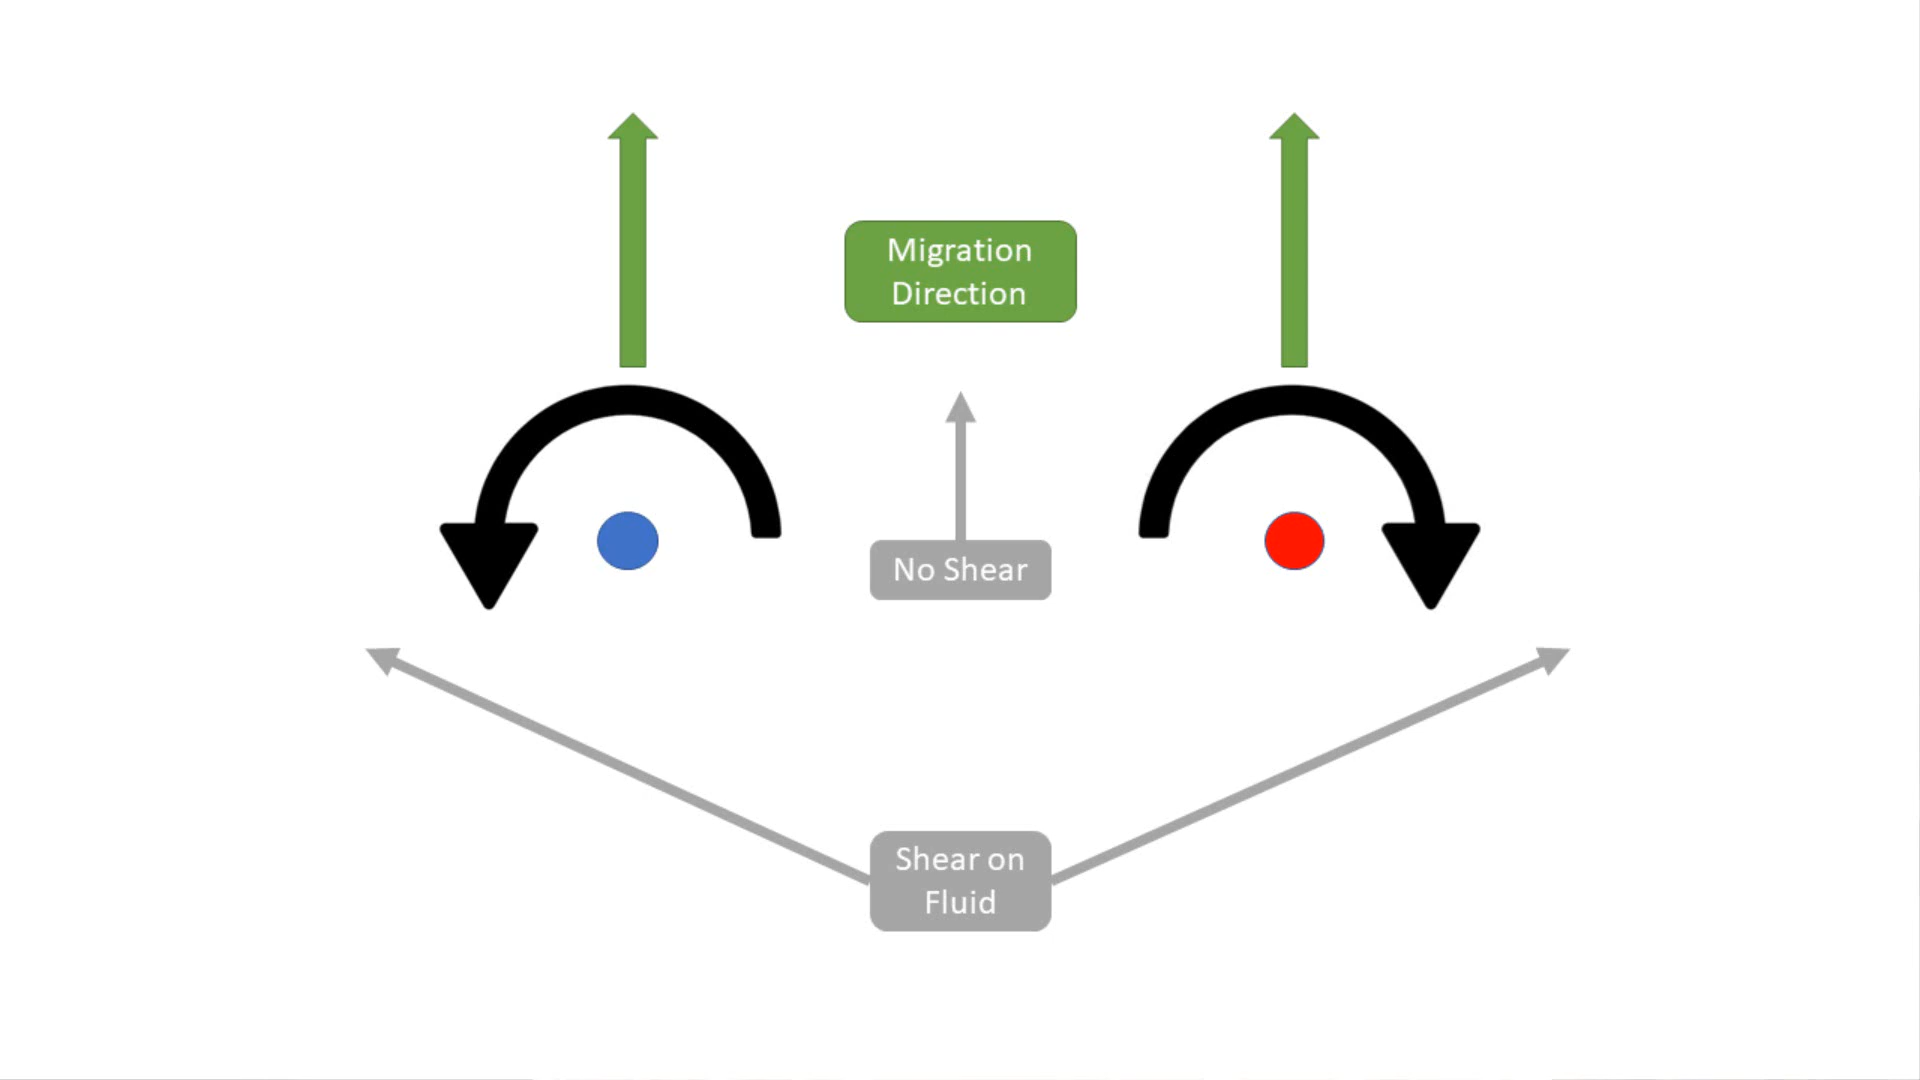 Migration
Direction
No Shear
Shear on
Fluid